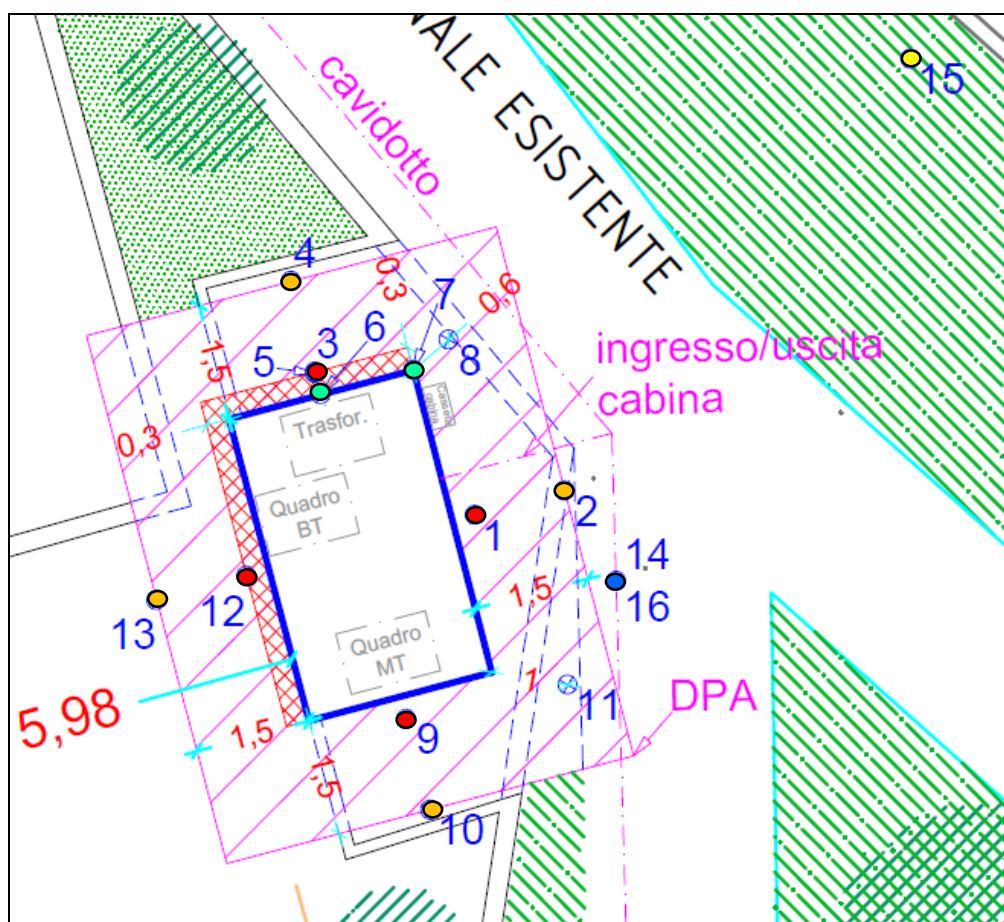 NALE ESISTENTE
cavidotto
15
4
0,3
0,6
7
6
3
5
8
1,5
ingresso/uscita
cabina
Cassetta
cabina
Trasfor.
0,3
Quadro
BT
2
1
14
16
1,5
12
13
Quadro
MT
1
11
DPA
5,98
1,5
9
1,5
10